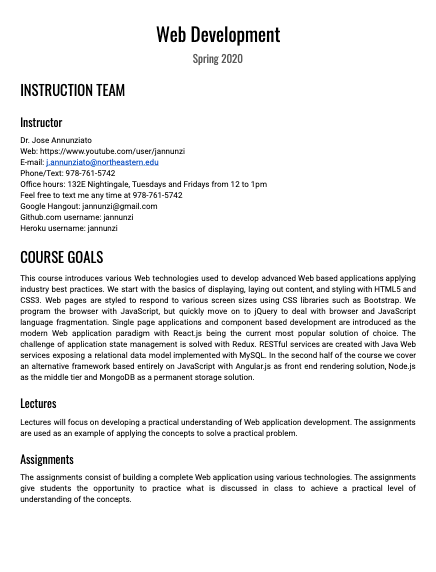 Web Development
Spring 2020
INSTRUCTION TEAM
Instructor
Dr. Jose Annunziato
Web: https://www.youtube.com/user/jannunzi
E-mail: j.annunziato@northeastern.edu
Phone/Text: 978-761-5742
Office hours: 132E Nightingale, Tuesdays and Fridays from 12 to 1pm
Feel free to text me any time at 978-761-5742
Google Hangout: jannunzi@gmail.com
Github.com username: jannunzi
Heroku username: jannunzi
COURSE GOALS
This course introduces various Web technologies used to develop advanced Web based applications applying
industry best practices. We start with the basics of displaying, laying out content, and styling with HTML5 and
CSS3. Web pages are styled to respond to various screen sizes using CSS libraries such as Bootstrap. We
program the browser with JavaScript, but quickly move on to jQuery to deal with browser and JavaScript
language fragmentation. Single page applications and component based development are introduced as the
modern Web application paradigm with React.js being the current most popular solution of choice. The
challenge of application state management is solved with Redux. RESTful services are created with Java Web
services exposing a relational data model implemented with MySQL. In the second half of the course we cover
an alternative framework based entirely on JavaScript with Angular.js as front end rendering solution, Node.js
as the middle tier and MongoDB as a permanent storage solution.
Lectures
Lectures will focus on developing a practical understanding of Web application development. The assignments
are used as an example of applying the concepts to solve a practical problem.
Assignments
The assignments consist of building a complete Web application using various technologies. The assignments
give students the opportunity to practice what is discussed in class to achieve a practical level of
understanding of the concepts.